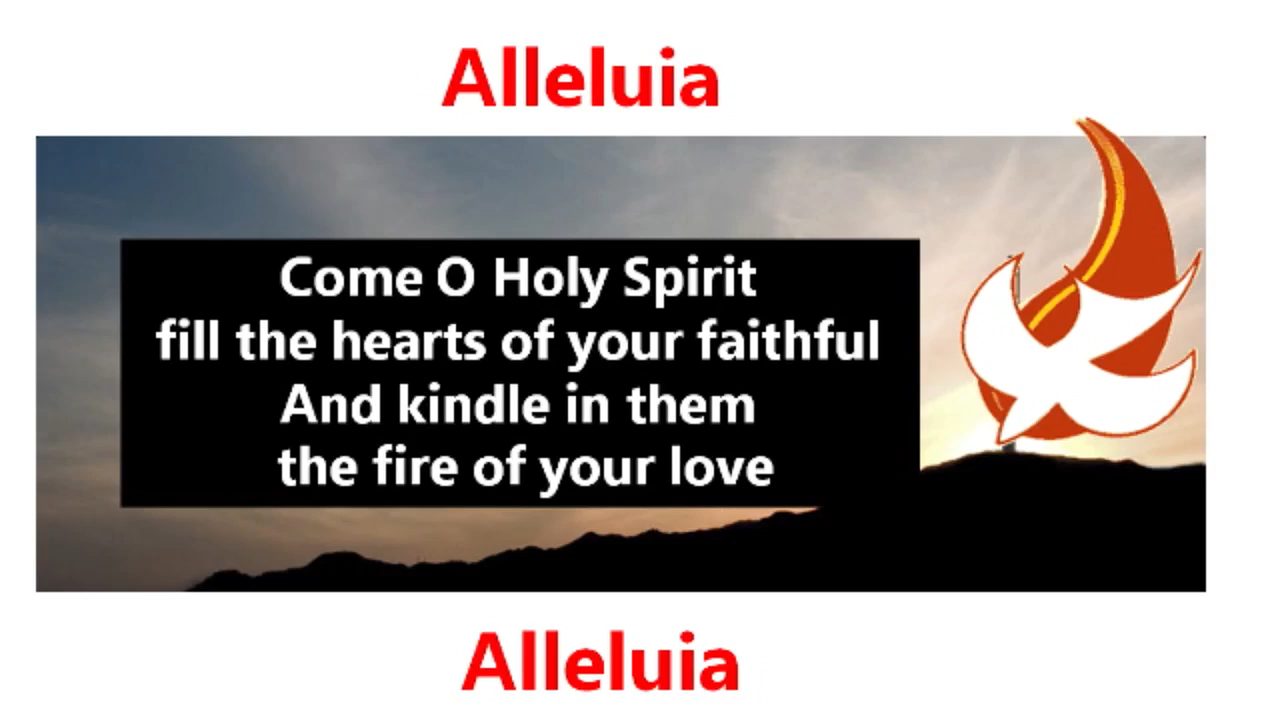 Alleluia
Come O Holy Spirit
fill the hearts of your faithful
And kindle in them
the fire of your love
Alleluia